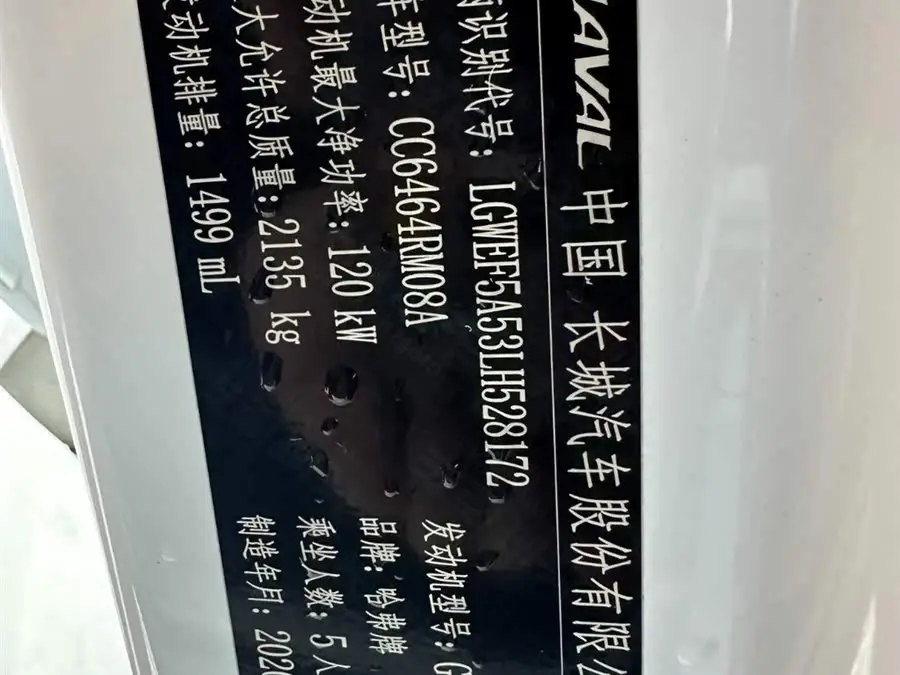 HAVAL 中国 长城汽车股份有限公
识别代号: LGWEF5A53LH528172
车型号: CC6464RM08A 发动机型号: G
动机最大净功率: 120 kW 品牌: 哈弗牌
大允许总质量: 2135 kg 乘坐人数: 5人
发动机排量: 1499 mL 制造年月: 202